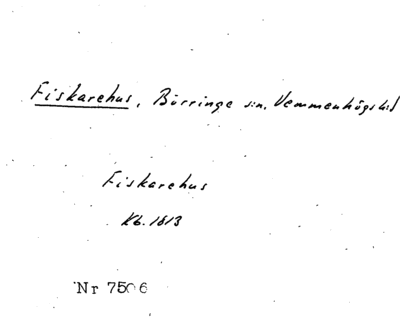 Fiskarehus, Börringe sn, Vemmenhögs hd
Fiskarehus
Kb. 1813
Nr 7506